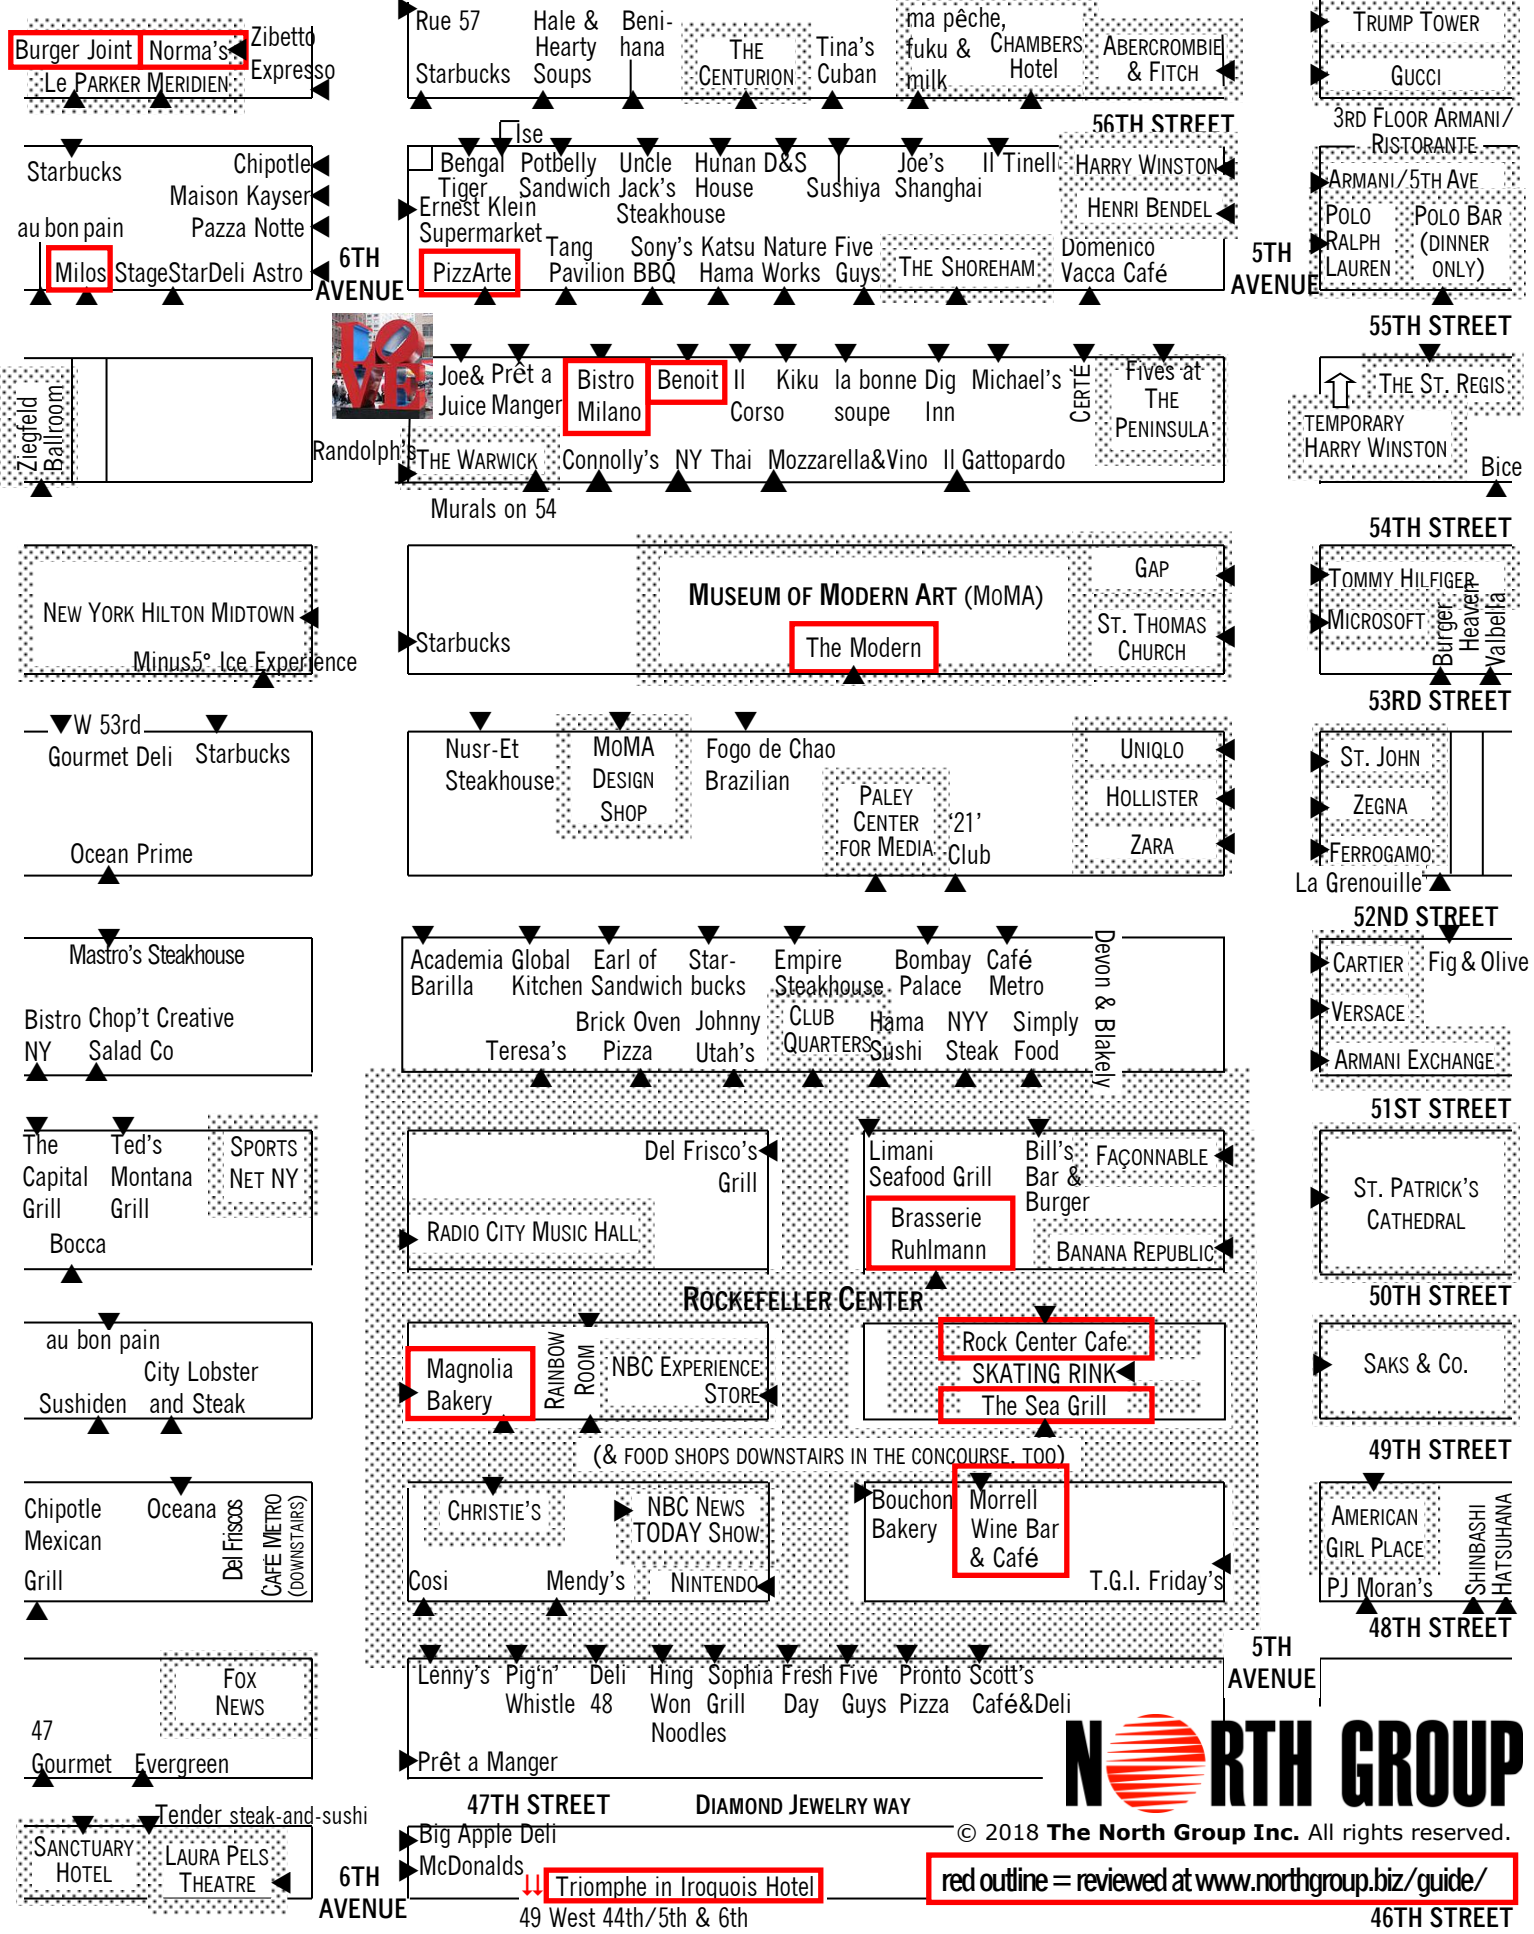 Burger Joint
Norma's
Zibetto
Expresso
Le PARKER MERIDIEN
Rue 57
Starbucks
Hale &
Hearty
Soups
Beni-
hana
THE
CENTURION
Tina's
Cuban
ma pêche,
fuku &
milk
CHAMBERS
Hotel
ABERCROMBIE
& FITCH
TRUMP TOWER
GUCCI
56TH STREET
3RD FLOOR ARMANI/
RISTORANTE
Starbucks
Chipotle
Maison Kayser
au bon pain
Pazza Notte
Milos
StageStarDeli Astro
6TH
AVENUE
Ise
Bengal
Tiger
Potbelly
Sandwich
Uncle
Jack's
Steakhouse
Hunan
House
D&S
Sushiya
Joe's
Shanghai
Il Tinell
HARRY WINSTON
HENRI BENDEL
Ernest Klein
Supermarket
PizzArte
Tang
Pavilion
Sony's
BBQ
Katsu
Hama
Nature
Works
Five
Guys
THE SHOREHAM
Domenico
Vacca Café
5TH
AVENUE
ARMANI/5TH AVE
POLO
RALPH
LAUREN
POLO BAR
(DINNER
ONLY)
55TH STREET
LOVE
Ziegfeld
Ballroom
Joe&
Juice
Prêt a
Manger
Bistro
Milano
Benoit
Il
Corso
Kiku
la bonne
soupe
Dig
Inn
Michael's
CERTÉ
Fives at
THE
PENINSULA
THE ST. REGIS
TEMPORARY
HARRY WINSTON
Bice
Randolph's
THE WARWICK
Connolly's
NY Thai
Mozzarella&Vino
Il Gattopardo
Murals on 54
54TH STREET
NEW YORK HILTON MIDTOWN
Minus5° Ice Experience
Starbucks
MUSEUM OF MODERN ART (MOMA)
The Modern
GAP
ST. THOMAS
CHURCH
TOMMY HILFIGER
MICROSOFT
Burger
Heaven
Valbella
53RD STREET
W 53rd
Gourmet Deli
Starbucks
Ocean Prime
Nusr-Et
Steakhouse
MOMA
DESIGN
SHOP
Fogo de Chao
Brazilian
PALEY
CENTER
FOR MEDIA
'21'
Club
UNIQLO
HOLLISTER
ZARA
ST. JOHN
ZEGNA
FERROGAMO
La Grenouille
52ND STREET
Mastro's Steakhouse
Bistro
NY
Chop't Creative
Salad Co
Academia
Barilla
Global
Kitchen
Earl of
Sandwich
Star-
bucks
Empire
Steakhouse
Bombay
Palace
Café
Metro
Devon & Blakely
Teresa's
Brick Oven
Pizza
Johnny
Utah's
CLUB
QUARTERS
Hama
Sushi
NYY
Steak
Simply
Food
CARTIER
Fig & Olive
VERSACE
ARMANI EXCHANGE
51ST STREET
The
Capital
Grill
Ted's
Montana
Grill
SPORTS
NET NY
Bocca
Del Frisco's
Grill
RADIO CITY MUSIC HALL
Limani
Seafood Grill
Bill's
Bar &
Burger
FAÇONNABLE
Brasserie
Ruhlmann
BANANA REPUBLIC
ST. PATRICK'S
CATHEDRAL
ROCKEFELLER CENTER
50TH STREET
au bon pain
City Lobster
and Steak
Sushiden
Magnolia
Bakery
RAINBOW
ROOM
NBC EXPERIENCE
STORE
Rock Center Cafe
SKATING RINK
The Sea Grill
SAKS & CO.
(& FOOD SHOPS DOWNSTAIRS IN THE CONCOURSE, TOO)
49TH STREET
Chipotle
Mexican
Grill
Oceana
Del Friscos
CAFÉ METRO
(DOWNSTAIRS)
CHRISTIE'S
NBC NEWS
TODAY SHOW
Cosi
Mendy's
NINTENDO
Bouchon
Bakery
Morrell
Wine Bar
& Café
T.G.I. Friday's
AMERICAN
GIRL PLACE
PJ Moran's
SHINBASHI
HATSUHANA
48TH STREET
FOX
NEWS
47
Gourmet
Evergreen
Lenny's
Pig'n'
Whistle
Deli
48
Hing
Won
Noodles
Sophia
Grill
Fresh
Day
Five
Guys
Pronto
Pizza
Scott's
Café&Deli
Prêt a Manger
5TH
AVENUE
NORTH GROUP
47TH STREET
DIAMOND JEWELRY WAY
© 2018 The North Group Inc. All rights reserved.
Tender steak-and-sushi
SANCTUARY
HOTEL
LAURA PELS
THEATRE
6TH
AVENUE
Big Apple Deli
McDonalds
↓↓ Triomphe in Iroquois Hotel
49 West 44th/5th & 6th
red outline = reviewed at www.northgroup.biz/guide/
46TH STREET